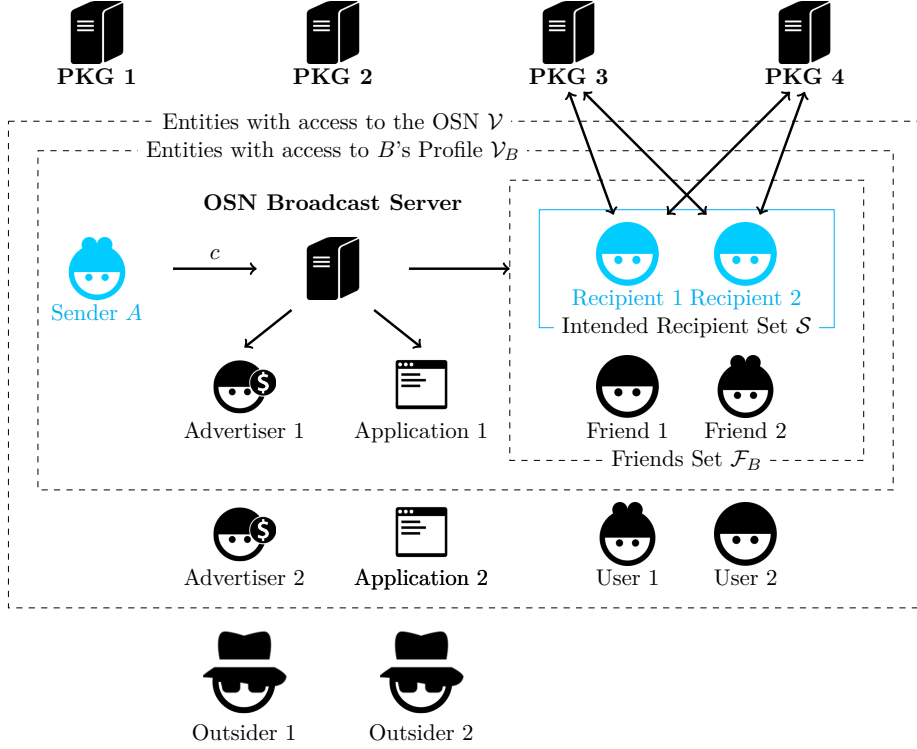 PKG 1
PKG 2
PKG 3
PKG 4
Entities with access to the OSN 𝒱
Entities with access to B's Profile 𝒱_B
OSN Broadcast Server
c
Sender A
Recipient 1
Recipient 2
Intended Recipient Set 𝒮
$
Advertiser 1
Application 1
Friend 1
Friend 2
Friends Set ℱ_B
$
Advertiser 2
Application 2
User 1
User 2
Outsider 1
Outsider 2